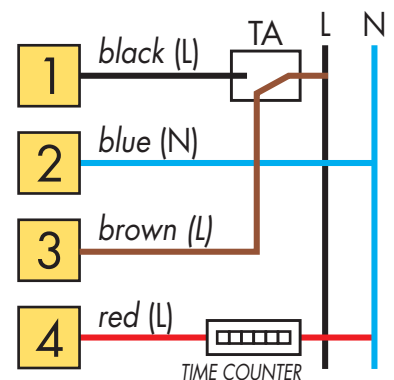 TA L N
1 black (L)
2 blue (N)
3 brown (L)
4 red (L)
TIME COUNTER